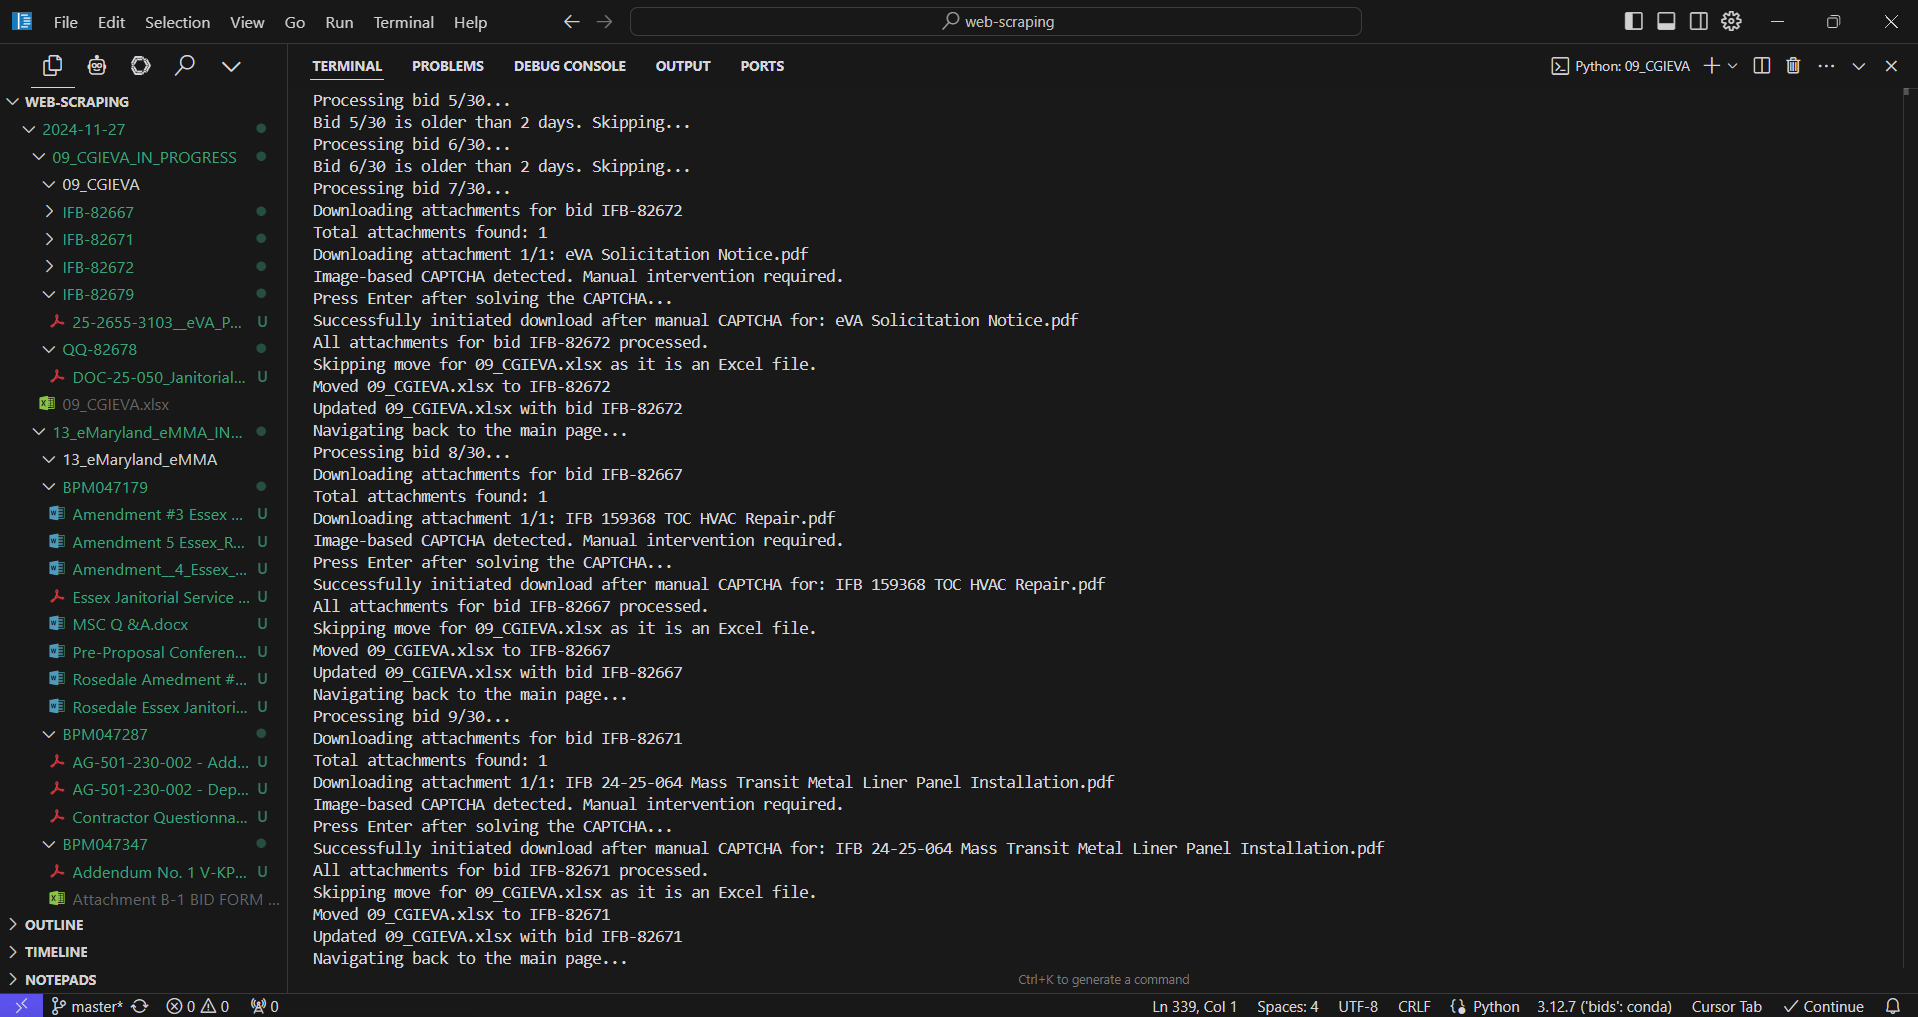 File Edit Selection View Go Run Terminal Help
web-scraping
TERMINAL PROBLEMS DEBUG CONSOLE OUTPUT PORTS
Python: 09_CGIEVA
WEB-SCRAPING
2024-11-27
09_CGIEVA_IN_PROGRESS
09_CGIEVA
IFB-82667
IFB-82671
IFB-82672
IFB-82679
25-2655-3103__eVA_P... U
QQ-82678
DOC-25-050_Janitorial... U
09_CGIEVA.xlsx
13_eMaryland_eMMA_IN...
13_eMaryland_eMMA
BPM047179
Amendment #3 Essex ... U
Amendment 5 Essex_R... U
Amendment__4_Essex_... U
Essex Janitorial Service ... U
MSC Q &A.docx U
Pre-Proposal Conferen... U
Rosedale Amedment #... U
Rosedale Essex Janitori... U
BPM047287
AG-501-230-002 - Add... U
AG-501-230-002 - Dep... U
Contractor Questionna... U
BPM047347
Addendum No. 1 V-KP... U
Attachment B-1 BID FORM ...
OUTLINE
TIMELINE
NOTEPADS
Processing bid 5/30...
Bid 5/30 is older than 2 days. Skipping...
Processing bid 6/30...
Bid 6/30 is older than 2 days. Skipping...
Processing bid 7/30...
Downloading attachments for bid IFB-82672
Total attachments found: 1
Downloading attachment 1/1: eVA Solicitation Notice.pdf
Image-based CAPTCHA detected. Manual intervention required.
Press Enter after solving the CAPTCHA...
Successfully initiated download after manual CAPTCHA for: eVA Solicitation Notice.pdf
All attachments for bid IFB-82672 processed.
Skipping move for 09_CGIEVA.xlsx as it is an Excel file.
Moved 09_CGIEVA.xlsx to IFB-82672
Updated 09_CGIEVA.xlsx with bid IFB-82672
Navigating back to the main page...
Processing bid 8/30...
Downloading attachments for bid IFB-82667
Total attachments found: 1
Downloading attachment 1/1: IFB 159368 TOC HVAC Repair.pdf
Image-based CAPTCHA detected. Manual intervention required.
Press Enter after solving the CAPTCHA...
Successfully initiated download after manual CAPTCHA for: IFB 159368 TOC HVAC Repair.pdf
All attachments for bid IFB-82667 processed.
Skipping move for 09_CGIEVA.xlsx as it is an Excel file.
Moved 09_CGIEVA.xlsx to IFB-82667
Updated 09_CGIEVA.xlsx with bid IFB-82667
Navigating back to the main page...
Processing bid 9/30...
Downloading attachments for bid IFB-82671
Total attachments found: 1
Downloading attachment 1/1: IFB 24-25-064 Mass Transit Metal Liner Panel Installation.pdf
Image-based CAPTCHA detected. Manual intervention required.
Press Enter after solving the CAPTCHA...
Successfully initiated download after manual CAPTCHA for: IFB 24-25-064 Mass Transit Metal Liner Panel Installation.pdf
All attachments for bid IFB-82671 processed.
Skipping move for 09_CGIEVA.xlsx as it is an Excel file.
Moved 09_CGIEVA.xlsx to IFB-82671
Updated 09_CGIEVA.xlsx with bid IFB-82671
Navigating back to the main page...
Ctrl+K to generate a command
master* 0 0 0 Ln 339, Col 1 Spaces: 4 UTF-8 CRLF Python 3.12.7 ('bids': conda) Cursor Tab Continue